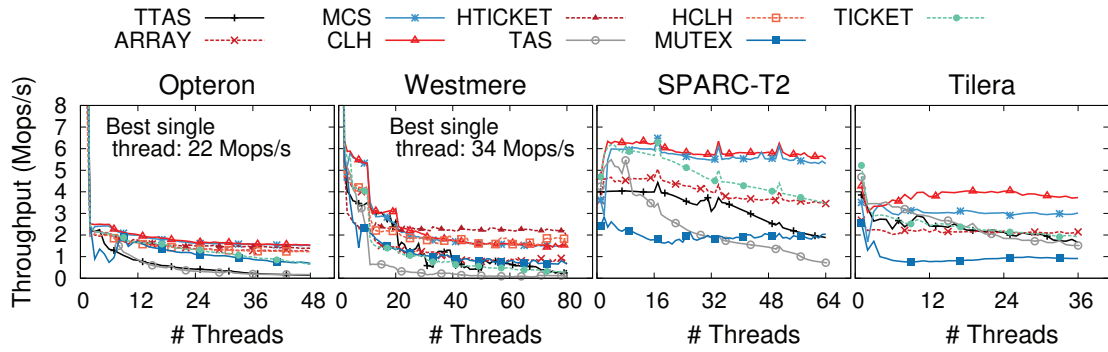 TTAS MCS HTICKET HCLH TICKET
ARRAY CLH TAS MUTEX
Opteron Westmere SPARC-T2 Tilera
Throughput (Mops/s)
8
7
6
5
4
3
2
1
0
Best single
thread: 22 Mops/s
Best single
thread: 34 Mops/s
0 12 24 36 48 0 20 40 60 80 0 16 32 48 64 0 12 24 36
# Threads # Threads # Threads # Threads